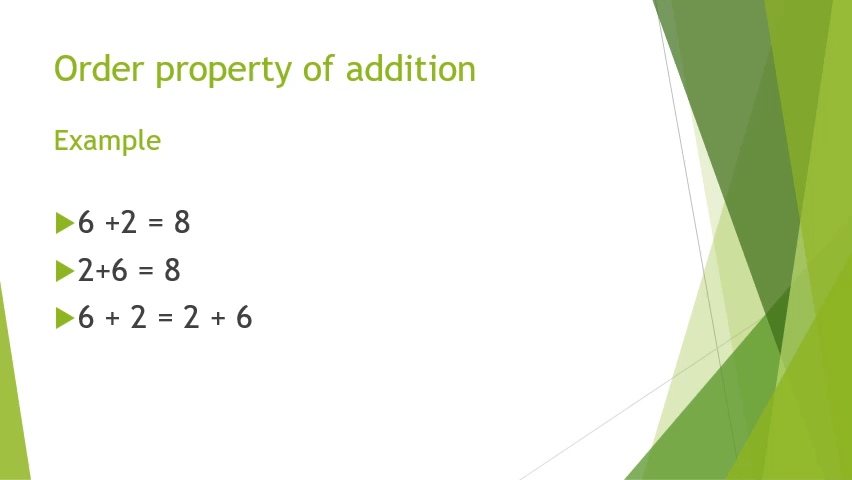 Order property of addition
Example
6 +2 = 8
2+6 = 8
6 + 2 = 2 + 6